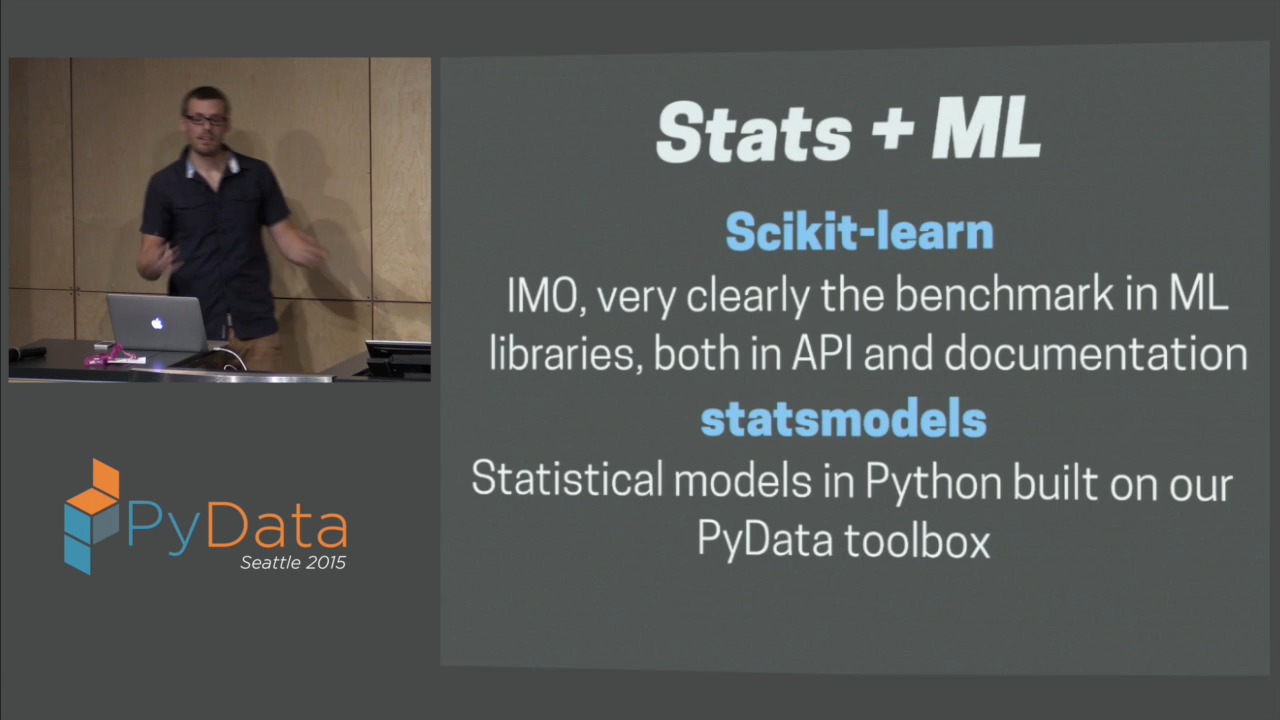 Stats + ML
Scikit-learn
IMO, very clearly the benchmark in ML
libraries, both in API and documentation
statsmodels
Statistical models in Python built on our
PyData toolbox
PyData
Seattle 2015